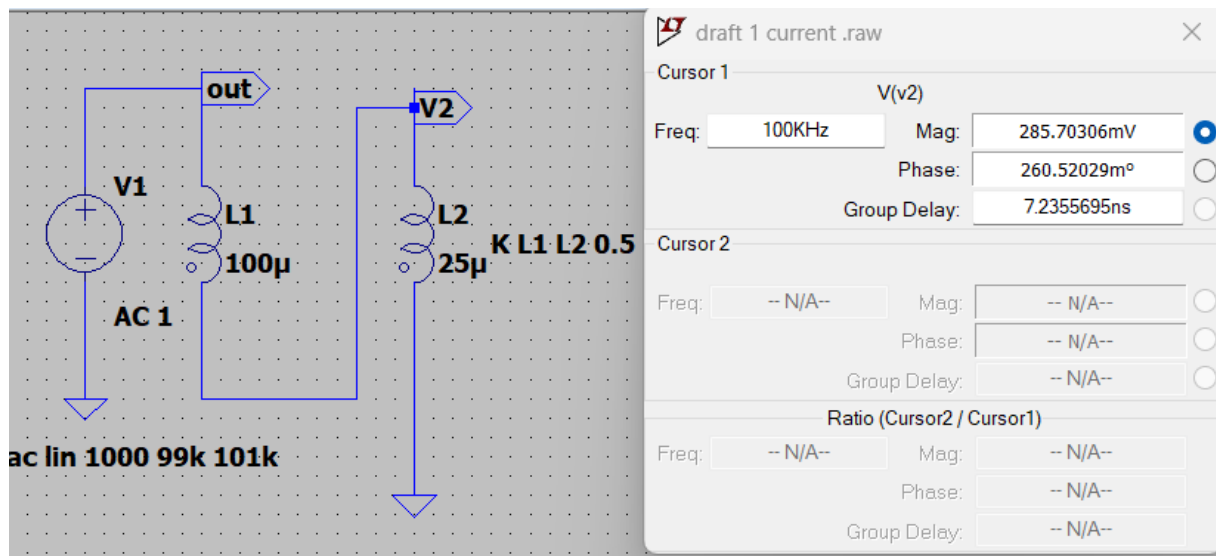 out
V2
V1
L1
100µ
L2
25µ
K L1 L2 0.5
AC 1
ac lin 1000 99k 101k
draft 1 current .raw
Cursor 1
V(v2)
Freq: 100KHz Mag: 285.70306mV
Phase: 260.52029mº
Group Delay: 7.2355695ns
Cursor 2
Freq: -- N/A-- Mag: -- N/A--
Phase: -- N/A--
Group Delay: -- N/A--
Ratio (Cursor2 / Cursor1)
Freq: -- N/A-- Mag: -- N/A--
Phase: -- N/A--
Group Delay: -- N/A--